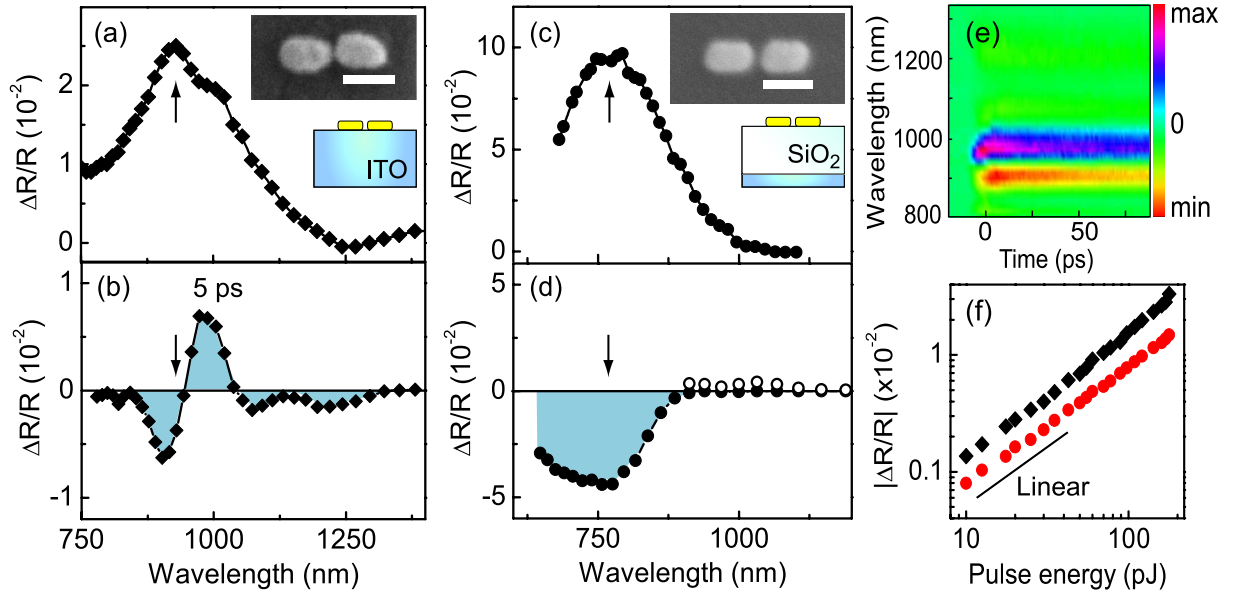 (a)
ΔR/R (10⁻²)
2
1
0
ITO
(b)
5 ps
ΔR/R (10⁻²)
1
0
-1
750
1000
1250
Wavelength (nm)
(c)
ΔR/R (10⁻²)
10
5
0
SiO₂
(d)
ΔR/R (10⁻²)
5
0
-5
750
1000
Wavelength (nm)
(e)
Wavelength (nm)
1200
1000
800
0
50
Time (ps)
max
0
min
(f)
|ΔR/R| (x10⁻²)
1
0.1
Linear
10
100
Pulse energy (pJ)